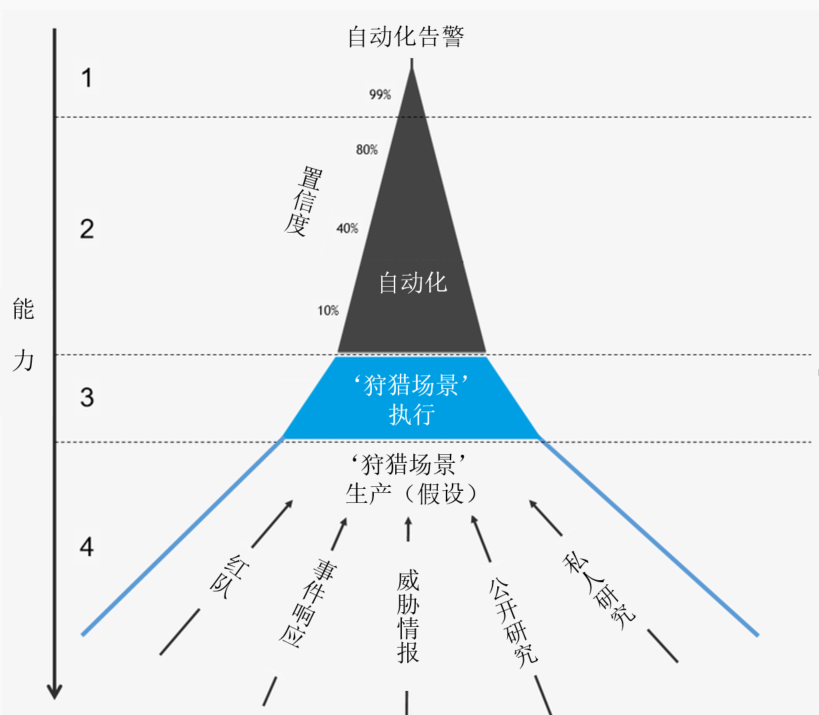 自动化告警
1
99%
80%
置信度
2
40%
自动化
10%
能力
‘狩猎场景’
执行
3
‘狩猎场景’
生产（假设）
4
红队
事件响应
威胁情报
公开研究
私人研究